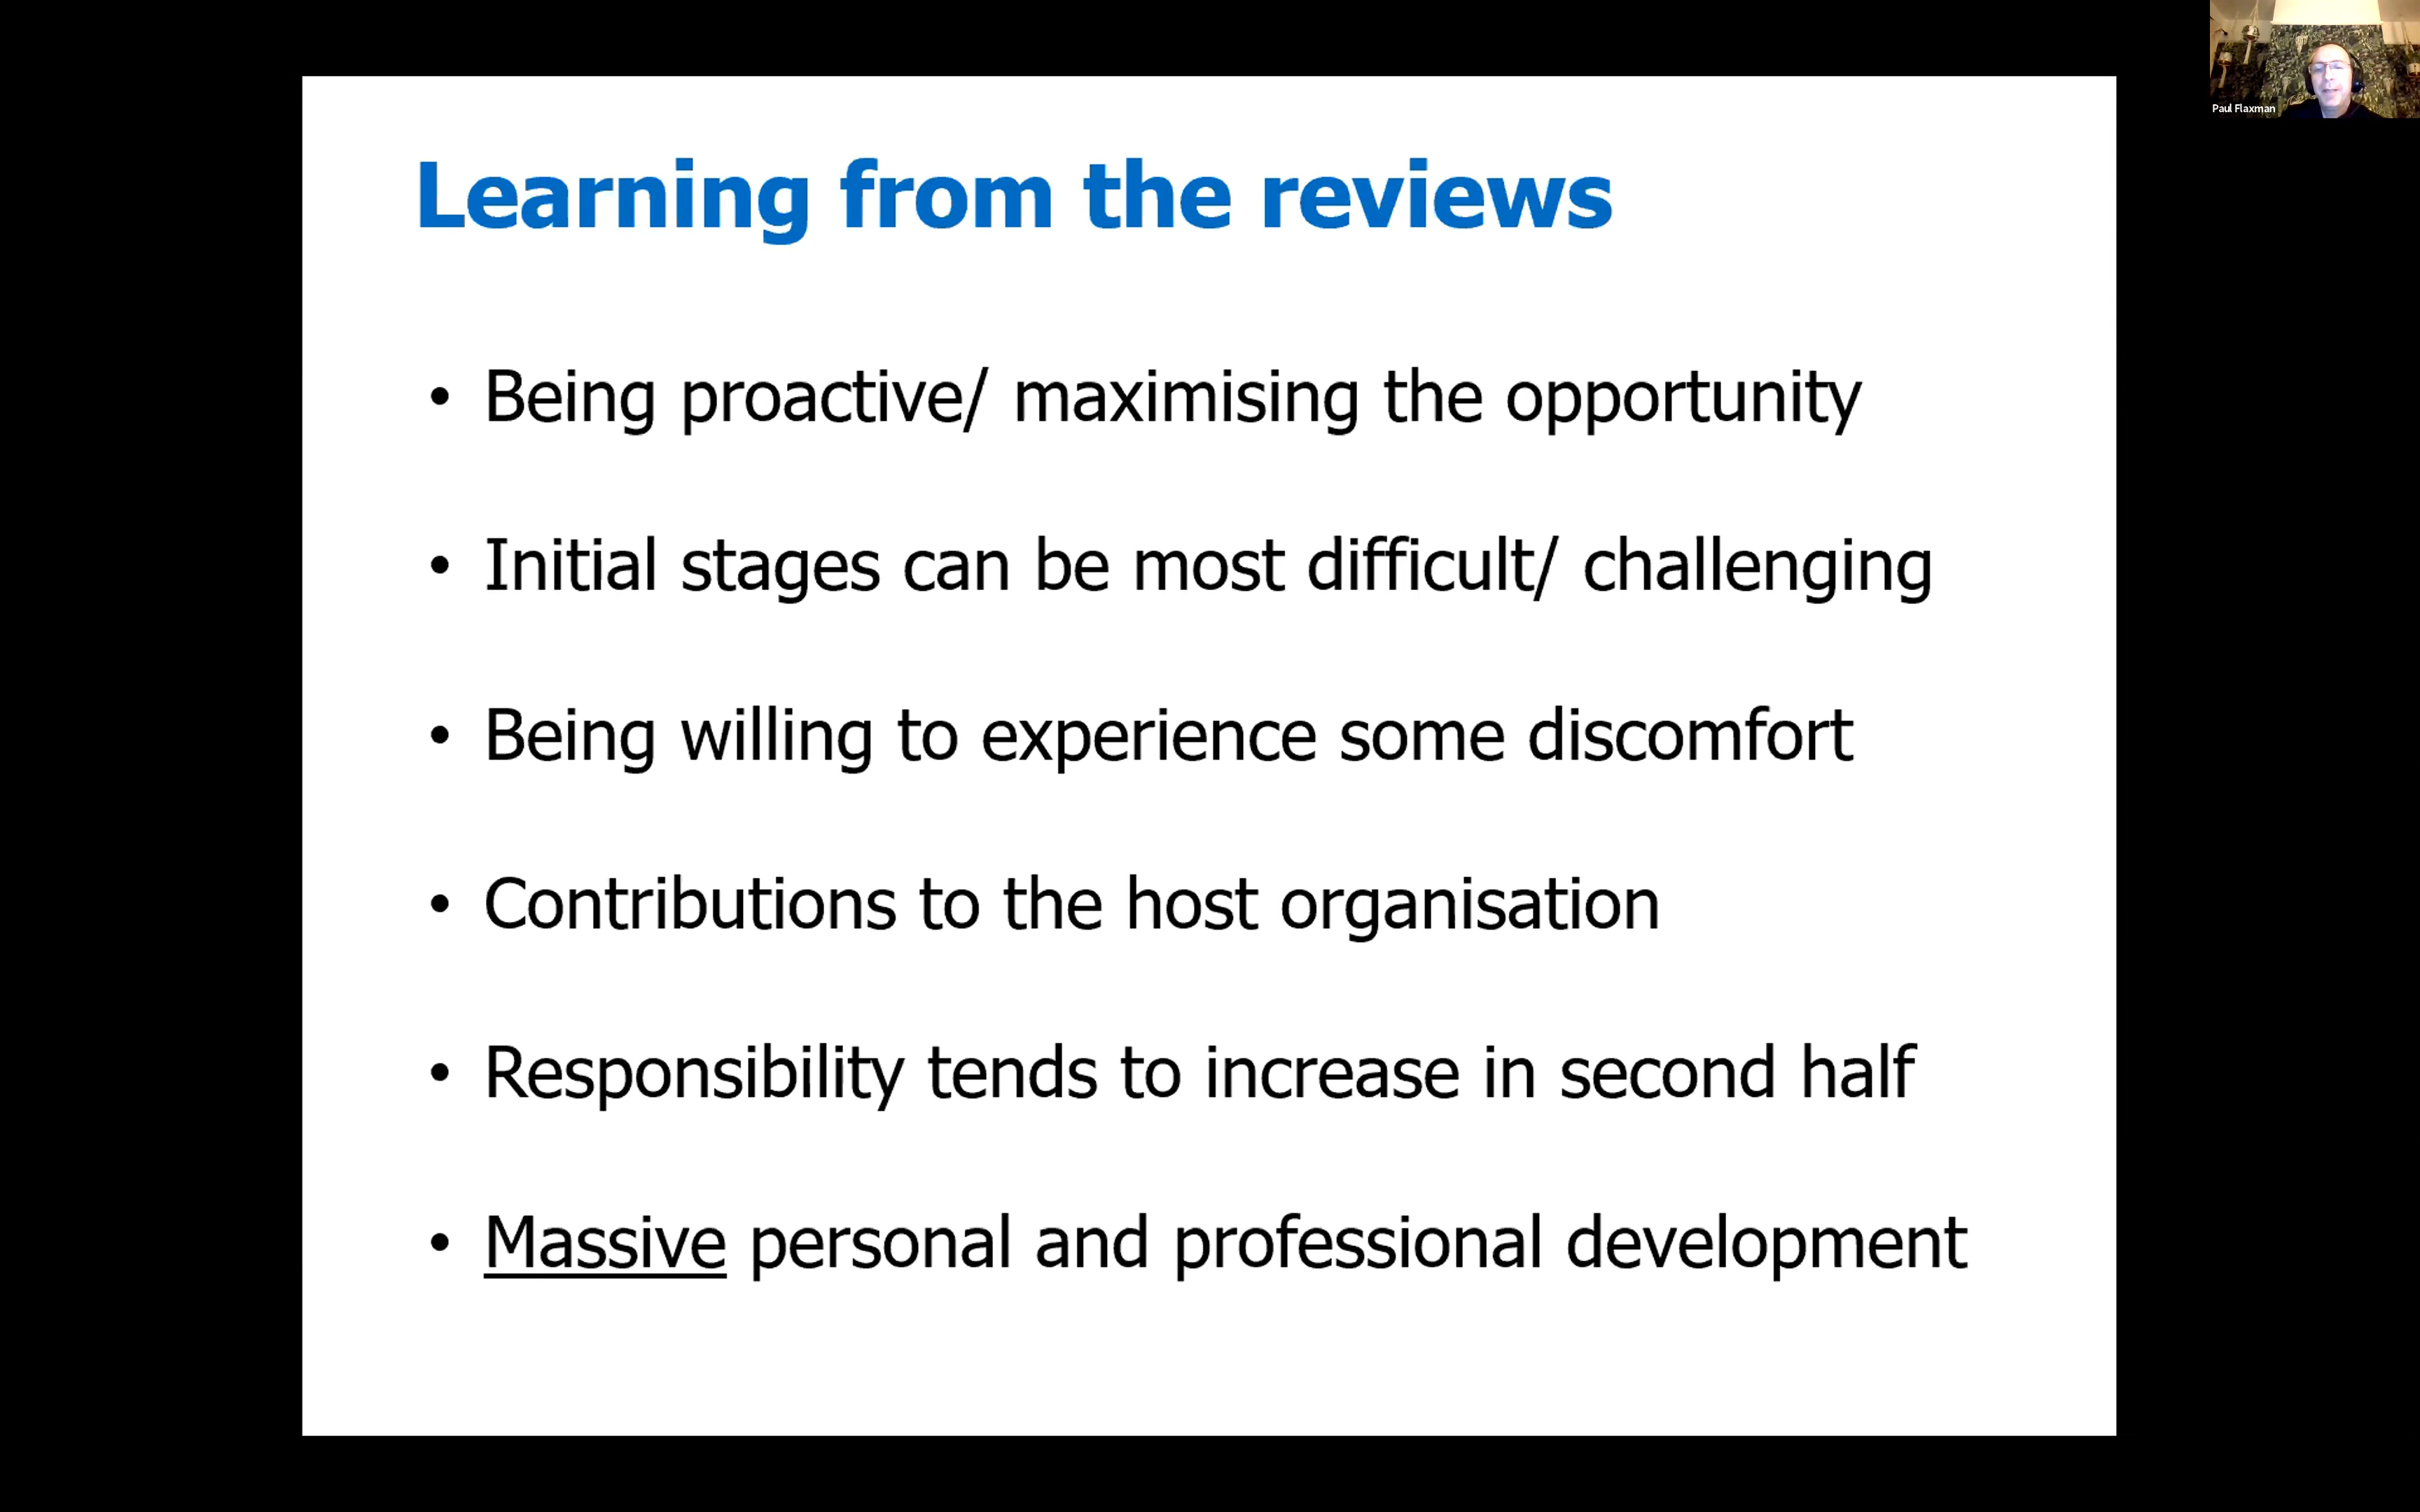 Paul Flaxman
Learning from the reviews
• Being proactive/ maximising the opportunity
• Initial stages can be most difficult/ challenging
• Being willing to experience some discomfort
• Contributions to the host organisation
• Responsibility tends to increase in second half
• Massive personal and professional development